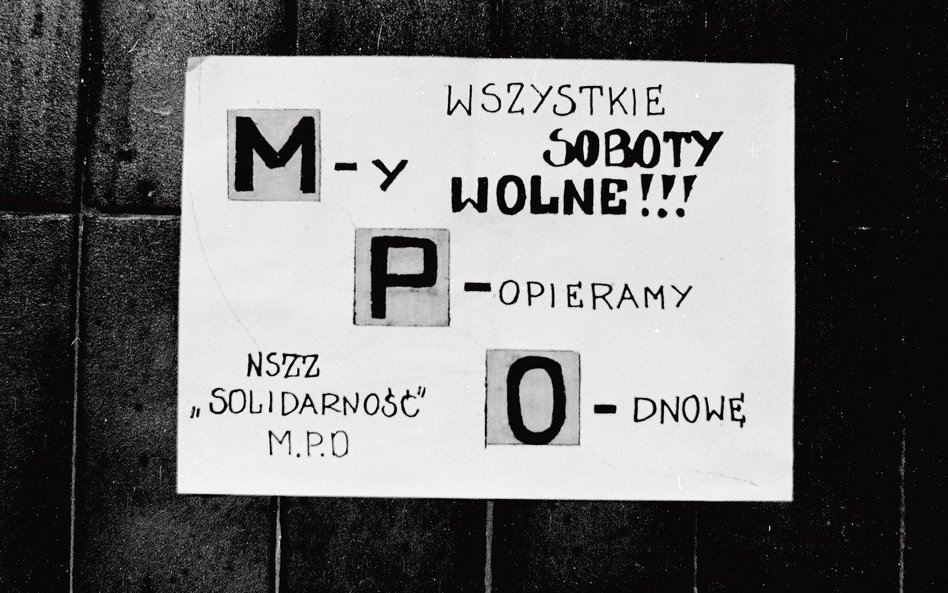 WSZYSTKIE
SOBOTY
WOLNE!!!
M-y
P-OPIERAMY
O-DNOWĘ
NSZZ
„SOLIDARNOŚĆ"
M.P.O